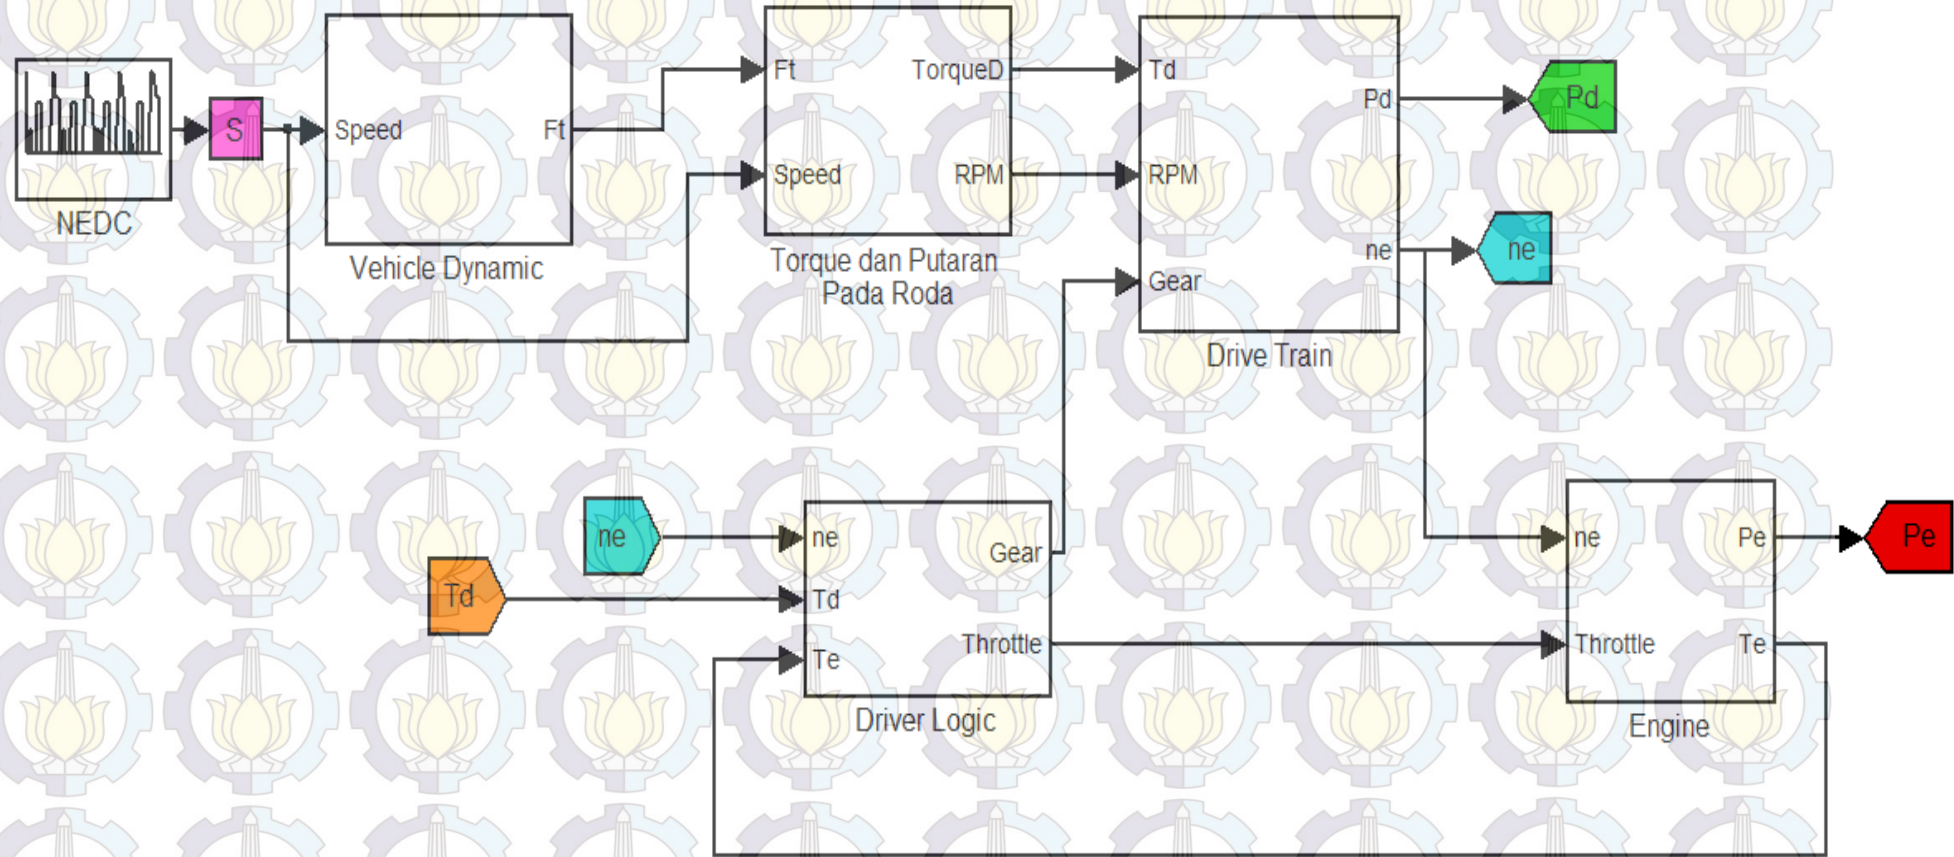 NEDC
S
Speed
Ft
Vehicle Dynamic
Ft
TorqueD
Speed
RPM
Torque dan Putaran
Pada Roda
Td
Pd
RPM
ne
Gear
Drive Train
Pd
ne
ne
Td
ne
Gear
Td
Throttle
Te
Driver Logic
ne
Pe
Throttle
Te
Engine
Pe